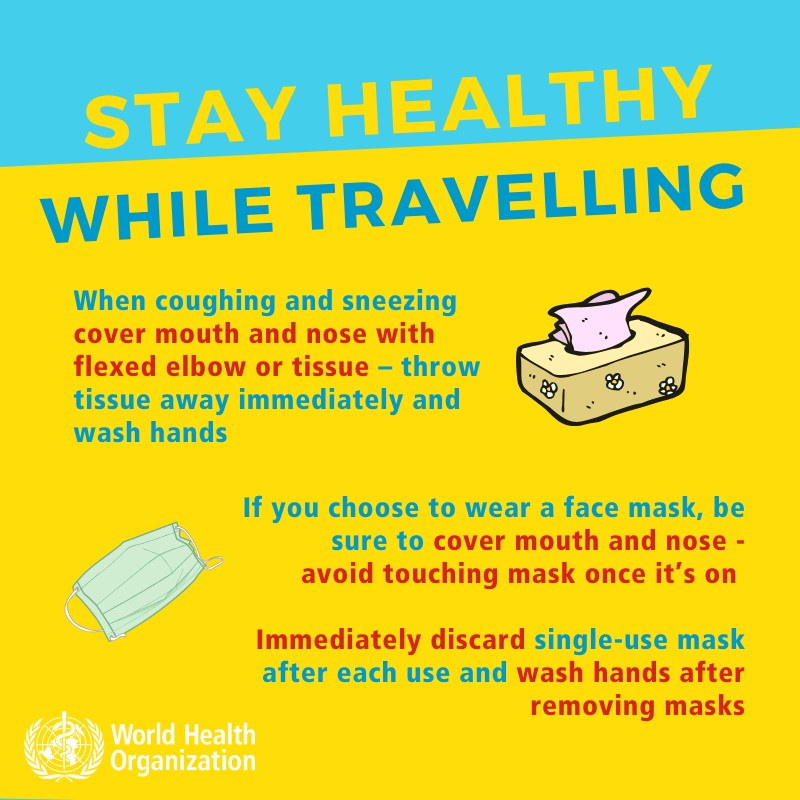 STAY HEALTHY
WHILE TRAVELLING
When coughing and sneezing
cover mouth and nose with
flexed elbow or tissue – throw
tissue away immediately and
wash hands
If you choose to wear a face mask, be
sure to cover mouth and nose -
avoid touching mask once it's on
Immediately discard single-use mask
after each use and wash hands after
removing masks
World Health
Organization